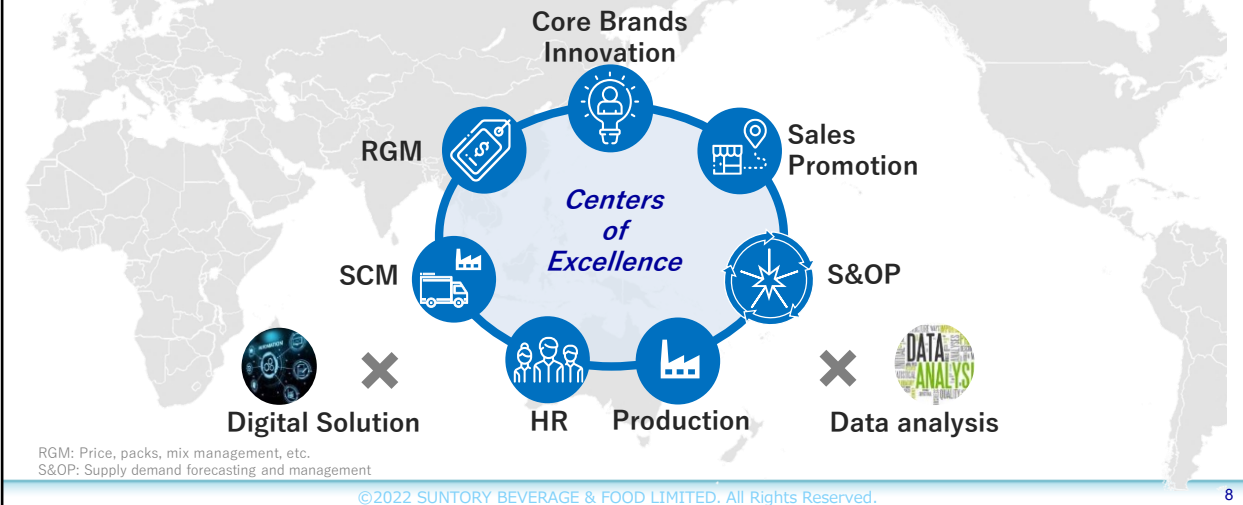 Core Brands
Innovation
RGM
Sales
Promotion
Centers
of
Excellence
SCM
S&OP
DATA
ANALYS
Digital Solution
HR
Production
Data analysis
RGM: Price, packs, mix management, etc.
S&OP: Supply demand forecasting and management
©2022 SUNTORY BEVERAGE & FOOD LIMITED. All Rights Reserved.
8